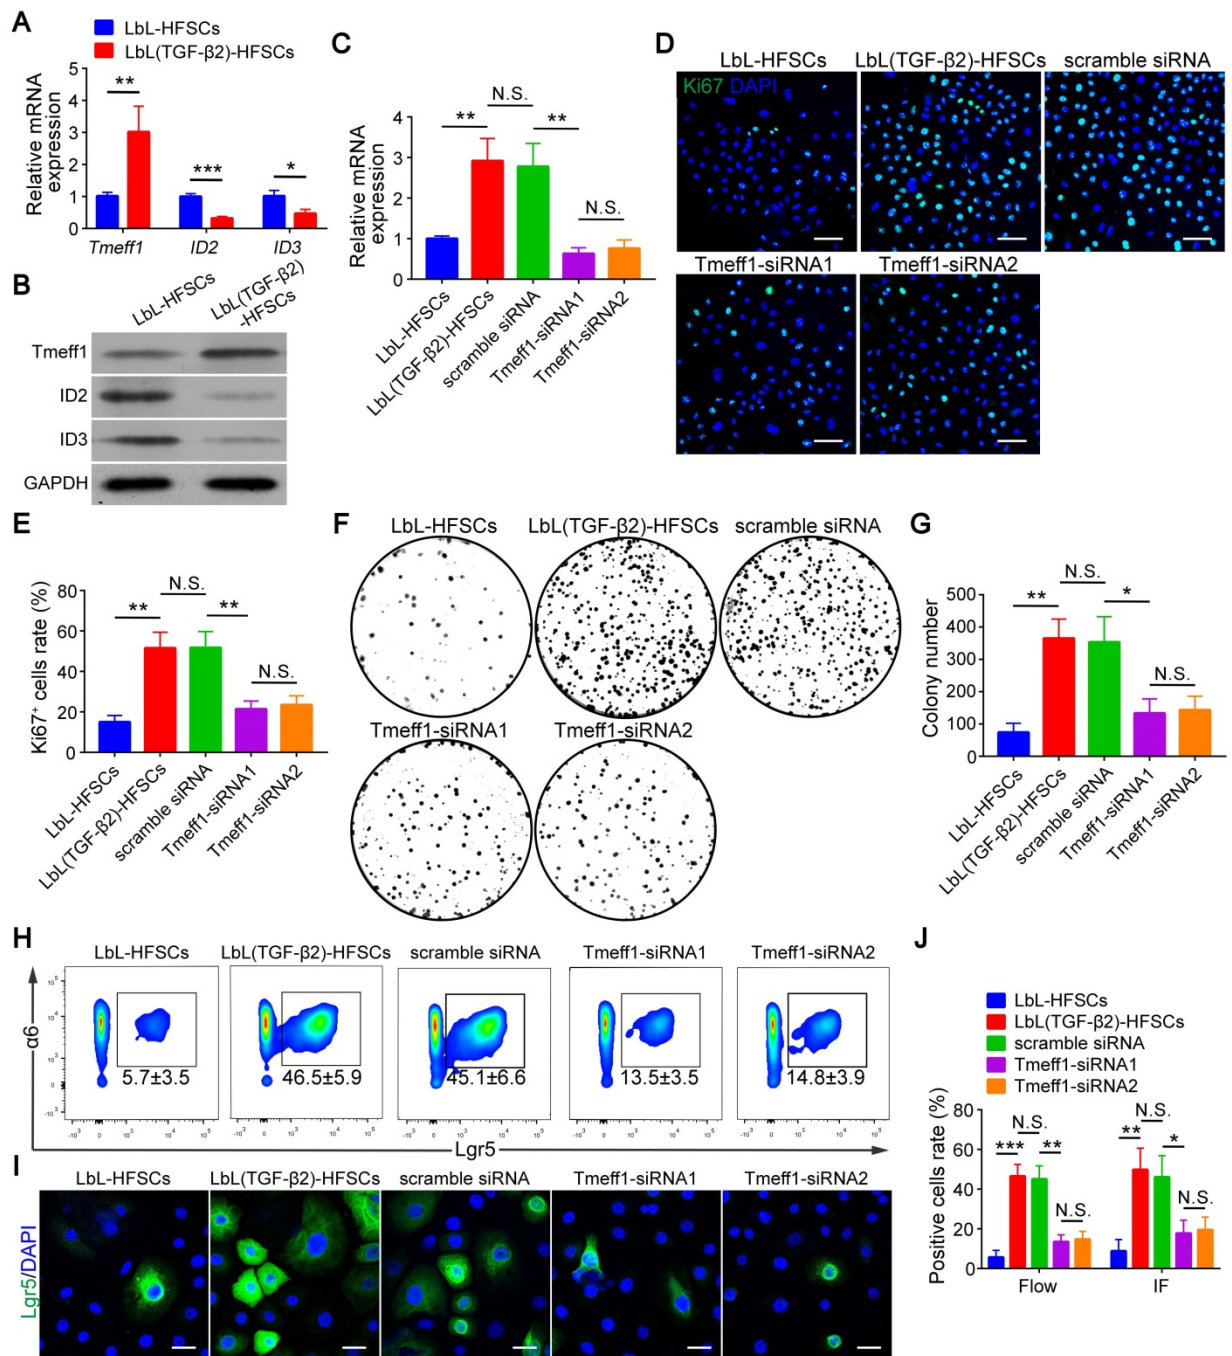 A
LbL-HFSCs
LbL(TGF-β2)-HFSCs
Relative mRNA
expression
5
4
3
2
1
0
**
***
*
Tmeff1
ID2
ID3
B
LbL-HFSCs
LbL(TGF-β2)
-HFSCs
Tmeff1
ID2
ID3
GAPDH
C
Relative mRNA
expression
4
3
2
1
0
**
N.S.
**
N.S.
LbL-HFSCs
LbL(TGF-β2)-HFSCs
scramble siRNA
Tmeff1-siRNA1
Tmeff1-siRNA2
D
LbL-HFSCs
LbL(TGF-β2)-HFSCs
scramble siRNA
Ki67 DAPI
Tmeff1-siRNA1
Tmeff1-siRNA2
E
Ki67⁺ cells rate (%)
80
60
40
20
0
**
N.S.
**
N.S.
LbL-HFSCs
LbL(TGF-β2)-HFSCs
scramble siRNA
Tmeff1-siRNA1
Tmeff1-siRNA2
F
LbL-HFSCs
LbL(TGF-β2)-HFSCs
scramble siRNA
Tmeff1-siRNA1
Tmeff1-siRNA2
G
Colony number
500
400
300
200
100
0
**
N.S.
*
N.S.
LbL-HFSCs
LbL(TGF-β2)-HFSCs
scramble siRNA
Tmeff1-siRNA1
Tmeff1-siRNA2
H
LbL-HFSCs
LbL(TGF-β2)-HFSCs
scramble siRNA
Tmeff1-siRNA1
Tmeff1-siRNA2
α6
5.7±3.5
46.5±5.9
45.1±6.6
13.5±3.5
14.8±3.9
Lgr5
I
LbL-HFSCs
LbL(TGF-β2)-HFSCs
scramble siRNA
Tmeff1-siRNA1
Tmeff1-siRNA2
Lgr5/DAPI
J
LbL-HFSCs
LbL(TGF-β2)-HFSCs
scramble siRNA
Tmeff1-siRNA1
Tmeff1-siRNA2
Positive cells rate (%)
80
60
40
20
0
***
N.S.
**
N.S.
**
N.S.
*
N.S.
Flow
IF